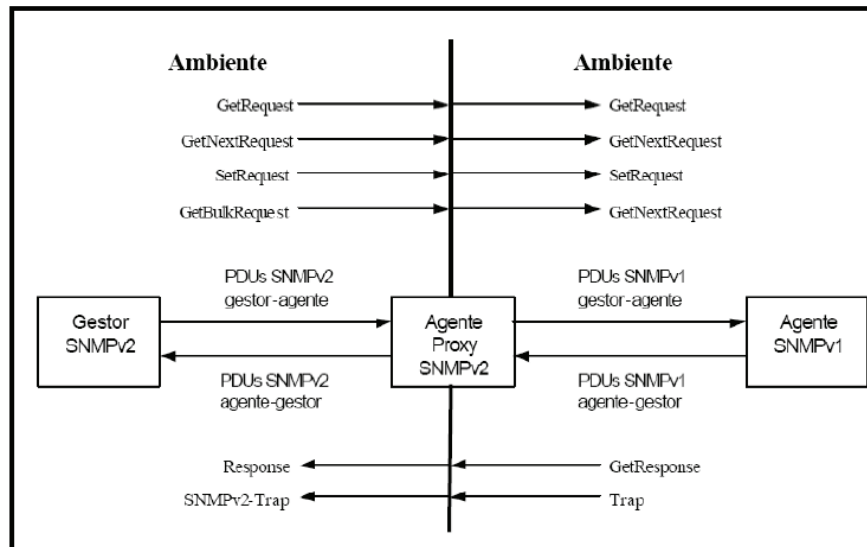 Ambiente
Ambiente
GetRequest
GetRequest
GetNextRequest
GetNextRequest
SetRequest
SetRequest
GetBulkRequest
GetNextRequest
PDUs SNMPv2
gestor-agente
PDUs SNMPv1
gestor-agente
Gestor
SNMPv2
Agente
Proxy
SNMPv2
Agente
SNMPv1
PDUs SNMPv2
agente-gestor
PDUs SNMPv1
agente-gestor
Response
GetResponse
SNMPv2-Trap
Trap